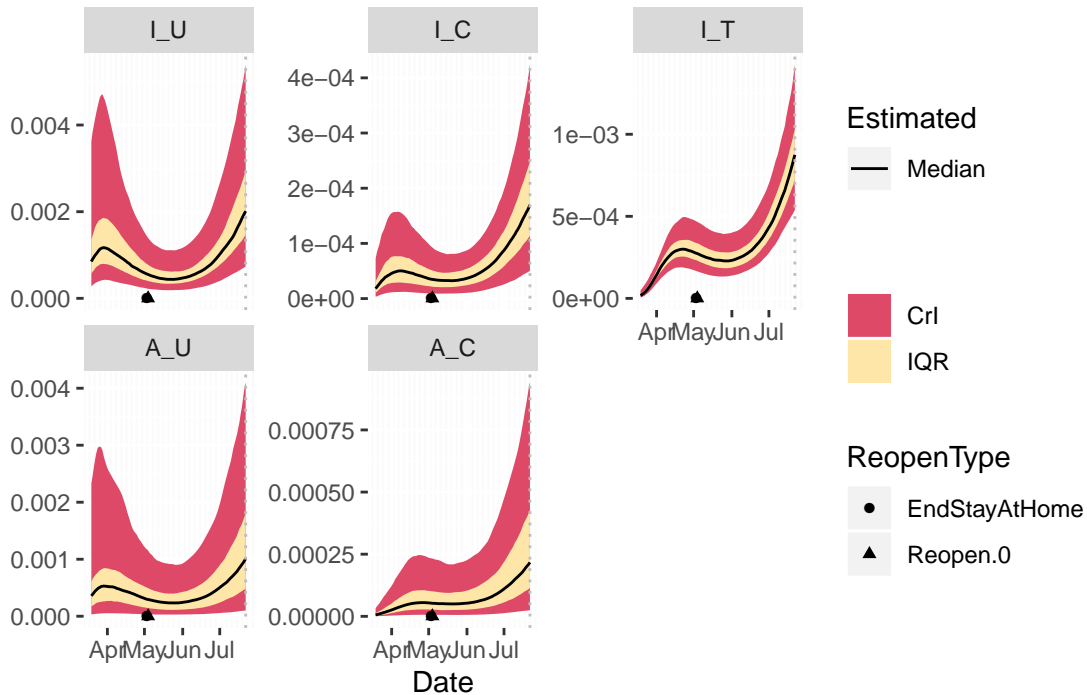 I_U
I_C
I_T
0.004
0.002
0.000
4e−04
3e−04
2e−04
1e−04
0e+00
1e−03
5e−04
0e+00
Apr May Jun Jul
A_U
A_C
0.004
0.003
0.002
0.001
0.000
0.00075
0.00050
0.00025
0.00000
Apr May Jun Jul
Apr May Jun Jul
Date
Estimated
Median
CrI
IQR
ReopenType
EndStayAtHome
Reopen.0